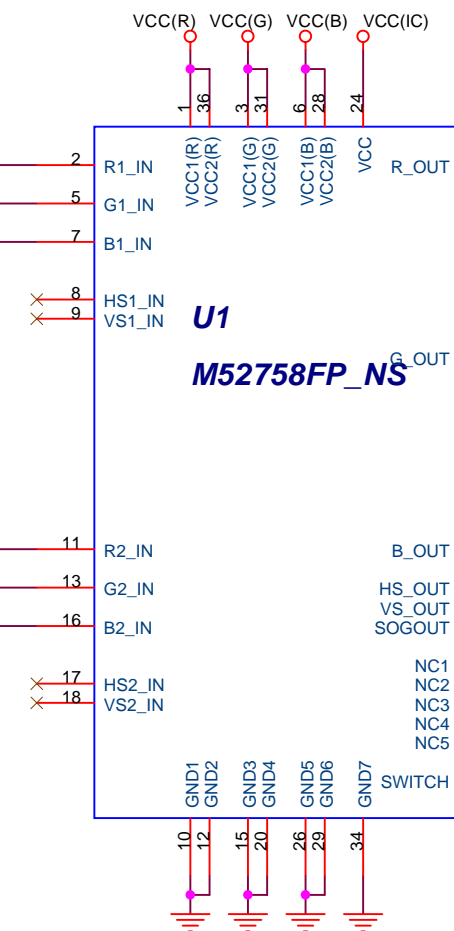 VCC(R) VCC(G) VCC(B) VCC(IC)
1 36 3 31 6 28 24
VCC1(R) VCC2(R) VCC1(G) VCC2(G) VCC1(B) VCC2(B) VCC
2 R1_IN R_OUT
5 G1_IN
7 B1_IN
8 HS1_IN
9 VS1_IN
U1
G_OUT
M52758FP_NS
11 R2_IN B_OUT
13 G2_IN HS_OUT
VS_OUT
16 B2_IN SOGOUT
NC1
17 HS2_IN NC2
18 VS2_IN NC3
NC4
NC5
SWITCH
GND1 GND2 GND3 GND4 GND5 GND6 GND7
10 12 15 20 26 29 34